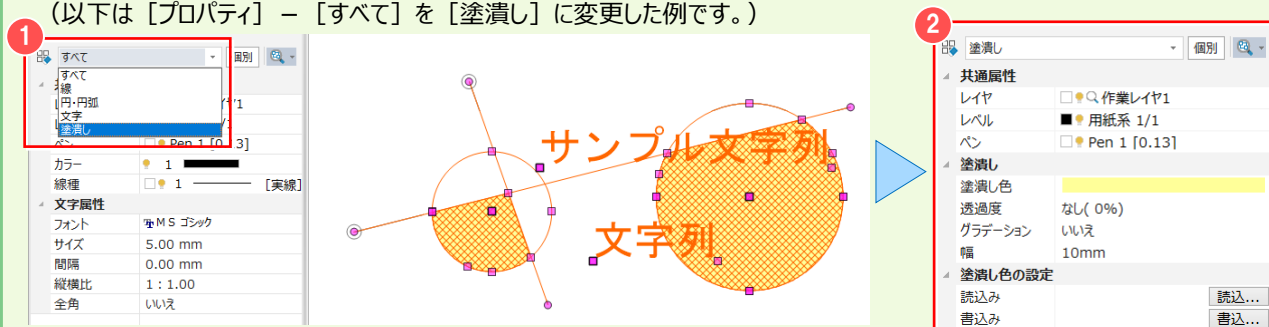 （以下は［プロパティ］－［すべて］を［塗潰し］に変更した例です。）
1
すべて
個別
すべて
線
円・円弧
文字
塗潰し
カラー
1
線種
1
[実線]
文字属性
フォント
ＭＳ ゴシック
サイズ
5.00 mm
間隔
0.00 mm
縦横比
1 : 1.00
全角
いいえ
サンプル文字列
文字列
2
塗潰し
個別
共通属性
レイヤ
作業レイヤ1
レベル
用紙系 1/1
ペン
Pen 1 [0.13]
塗潰し
塗潰し色
透過度
なし( 0%)
グラデーション
いいえ
幅
10mm
塗潰し色の設定
読込み
読込...
書込み
書込...